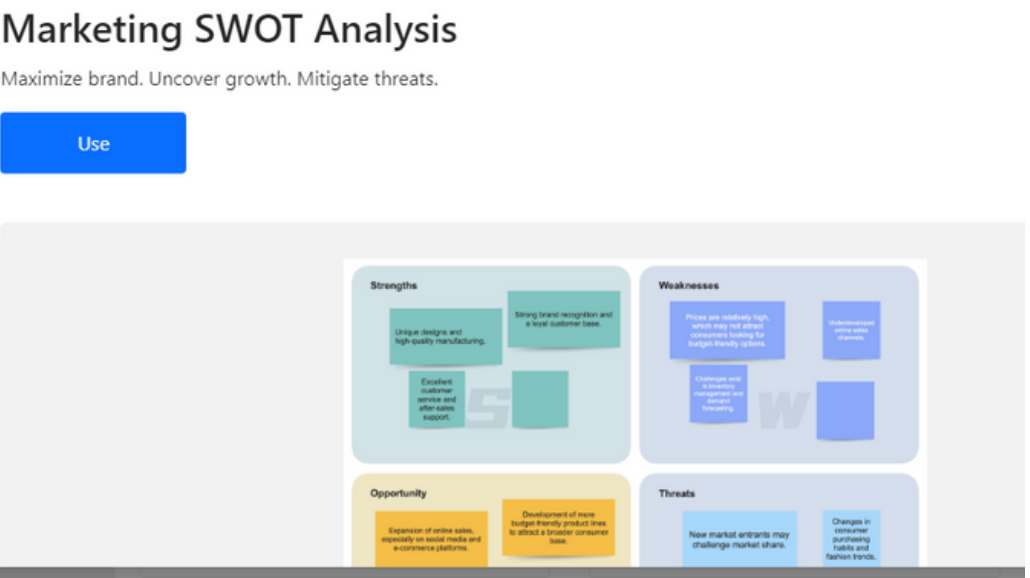 Marketing SWOT Analysis
Maximize brand. Uncover growth. Mitigate threats.
Use
Strengths
Unique designs and
high-quality manufacturing.
Strong brand recognition and
a loyal customer base.
Excellent
customer
service and
after-sales
support.
S
Weaknesses
Prices are relatively high,
which may not attract
consumers looking for
budget-friendly options.
Underdeveloped
online sales
channels.
Challenges exist
in inventory
management and
demand
forecasting.
W
Opportunity
Expansion of online sales,
especially on social media and
e-commerce platforms.
Development of more
budget-friendly product lines
to attract a broader consumer
base.
Threats
New market entrants may
challenge market share.
Changes in
consumer
purchasing
habits and
fashion trends.